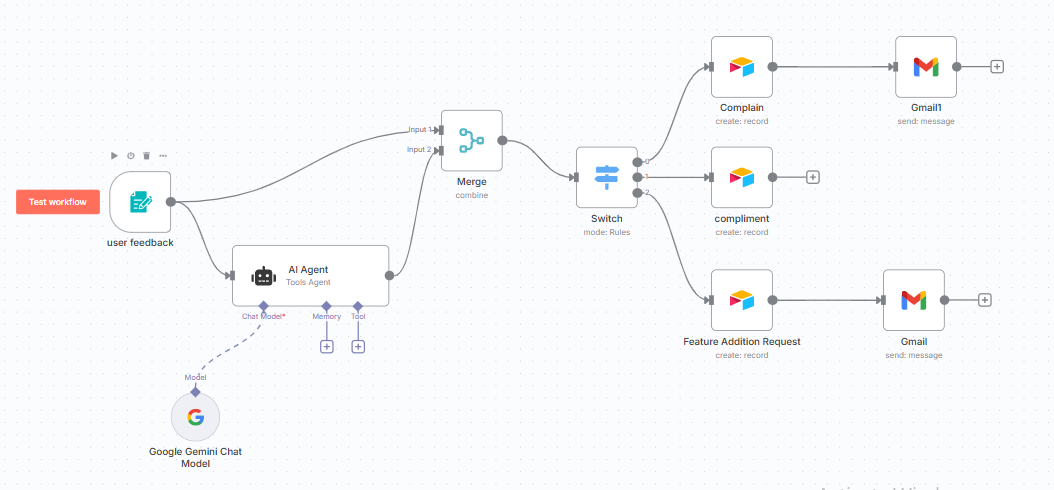 Complain
create: record
Gmail1
send: message
Input 1
Input 2
Merge
combine
Test workflow
user feedback
0
1
2
Switch
mode: Rules
compliment
create: record
AI Agent
Tools Agent
Chat Model*
Memory
Tool
Feature Addition Request
create: record
Gmail
send: message
Model
Google Gemini Chat
Model